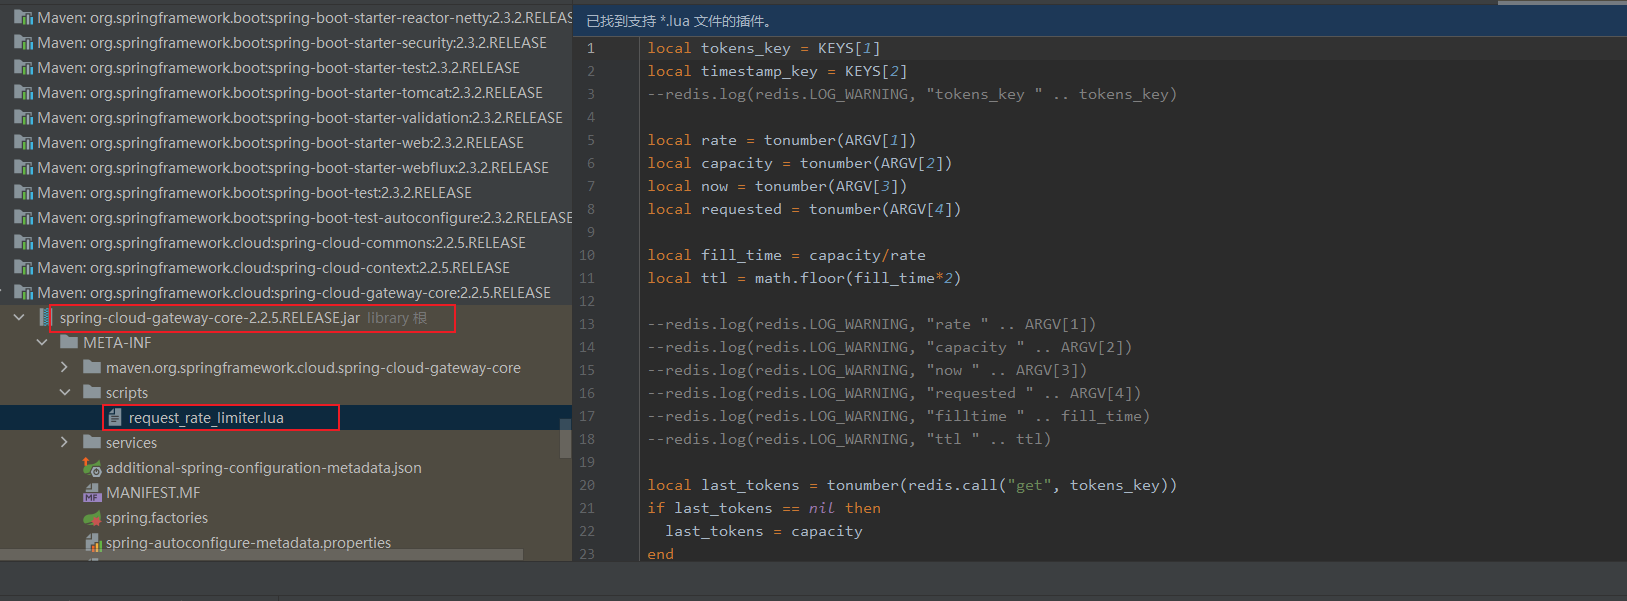 Maven: org.springframework.boot:spring-boot-starter-reactor-netty:2.3.2.RELEAS
Maven: org.springframework.boot:spring-boot-starter-security:2.3.2.RELEASE
Maven: org.springframework.boot:spring-boot-starter-test:2.3.2.RELEASE
Maven: org.springframework.boot:spring-boot-starter-tomcat:2.3.2.RELEASE
Maven: org.springframework.boot:spring-boot-starter-validation:2.3.2.RELEASE
Maven: org.springframework.boot:spring-boot-starter-web:2.3.2.RELEASE
Maven: org.springframework.boot:spring-boot-starter-webflux:2.3.2.RELEASE
Maven: org.springframework.boot:spring-boot-test:2.3.2.RELEASE
Maven: org.springframework.boot:spring-boot-test-autoconfigure:2.3.2.RELEASE
Maven: org.springframework.cloud:spring-cloud-commons:2.2.5.RELEASE
Maven: org.springframework.cloud:spring-cloud-context:2.2.5.RELEASE
Maven: org.springframework.cloud:spring-cloud-gateway-core:2.2.5.RELEASE
spring-cloud-gateway-core-2.2.5.RELEASE.jar library 根
META-INF
maven.org.springframework.cloud.spring-cloud-gateway-core
scripts
request_rate_limiter.lua
services
additional-spring-configuration-metadata.json
MF MANIFEST.MF
spring.factories
spring-autoconfigure-metadata.properties
已找到支持 *.lua 文件的插件。
1 local tokens_key = KEYS[1]
2 local timestamp_key = KEYS[2]
3 --redis.log(redis.LOG_WARNING, "tokens_key " .. tokens_key)
4
5 local rate = tonumber(ARGV[1])
6 local capacity = tonumber(ARGV[2])
7 local now = tonumber(ARGV[3])
8 local requested = tonumber(ARGV[4])
9
10 local fill_time = capacity/rate
11 local ttl = math.floor(fill_time*2)
12
13 --redis.log(redis.LOG_WARNING, "rate " .. ARGV[1])
14 --redis.log(redis.LOG_WARNING, "capacity " .. ARGV[2])
15 --redis.log(redis.LOG_WARNING, "now " .. ARGV[3])
16 --redis.log(redis.LOG_WARNING, "requested " .. ARGV[4])
17 --redis.log(redis.LOG_WARNING, "filltime " .. fill_time)
18 --redis.log(redis.LOG_WARNING, "ttl " .. ttl)
19
20 local last_tokens = tonumber(redis.call("get", tokens_key))
21 if last_tokens == nil then
22 last_tokens = capacity
23 end